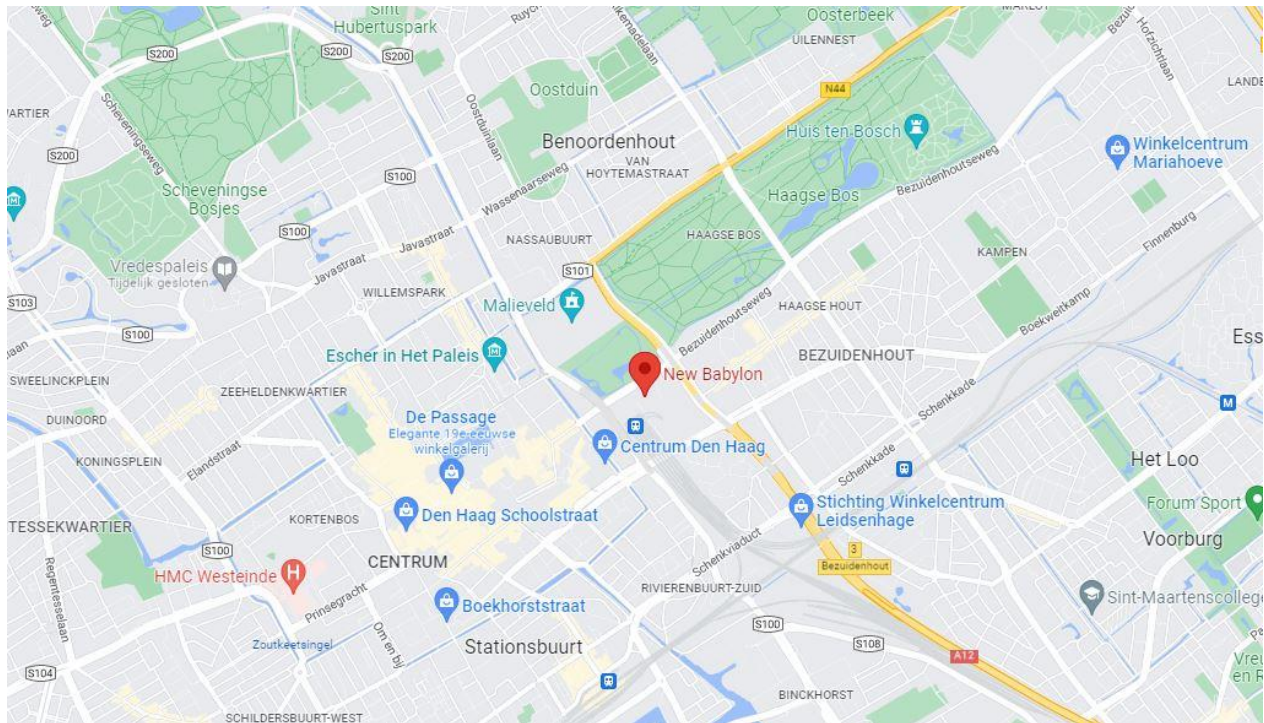 Sint
Hubertuspark
Oosterbeek
UILENNEST
S200
S200
S200
Scheveningseweg
Oostduinlaan
Oostduin
N44
Hofzichtlaan
Benoordenhout
VAN
HOYTEMASTRAAT
Huis ten Bosch
Winkelcentrum
Mariahoeve
S200
S100
Scheveningse
Bosjes
Wassenaarseweg
Haagse Bos
Bezuidenhoutseweg
S100
Javastraat
NASSAUBUURT
HAAGSE BOS
KAMPEN
Finnenburg
Vredespaleis
Tijdelijk gesloten
Javastraat
S101
WILLEMSPARK
Malieveld
Bezuidenhoutseweg
HAAGSE HOUT
Boekweitkamp
S103
S100
Escher in Het Paleis
BEZUIDENHOUT
New Babylon
SWEELINCKPLEIN
ZEEHELDENKWARTIER
DUINOORD
De Passage
Elegante 19e-eeuwse
winkelgalerij
Centrum Den Haag
Schenkkade
M
KONINGSPLEIN
Elandstraat
Schenkkade
Het Loo
Den Haag Schoolstraat
KORTENBOS
Stichting Winkelcentrum
Leidsenhage
Forum Sport
Voorburg
S100
CENTRUM
Schenkviaduct
3
Bezuidenhout
HMC Westeinde
H
Prinsegracht
Boekhorststraat
RIVIERENBUURT-ZUID
Sint-Maartenscollege
Regentesselaan
Om en bij
Zoutkeetsingel
Stationsbuurt
S100
S108
A12
S104
BINCKHORST
SCHILDERSBUURT-WEST